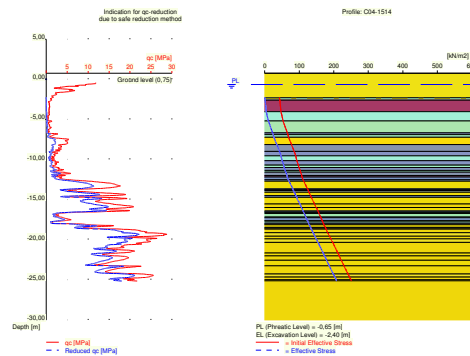 Indication for qc-reduction
due to safe reduction method
5,00
qc [MPa]
0,00
0 5 10 15 20 25 30
Ground level (0,75)
-5,00
-10,00
-15,00
-20,00
-25,00
-30,00
Depth [m]
qc [MPa]
Reduced qc [MPa]
Profile: C04-1514
[kN/m2]
0 100 200 300 400 500 600
PL
PL (Phreatic Level) = -0,65 [m]
EL (Excavation Level) = -2,40 [m]
= Initial Effective Stress
= Effective Stress